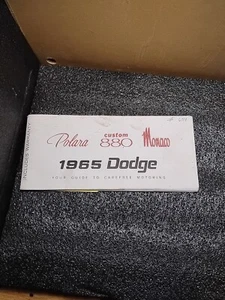 Polara custom 880 Monaco
1965 Dodge
YOUR GUIDE TO CAREFREE MOTORING